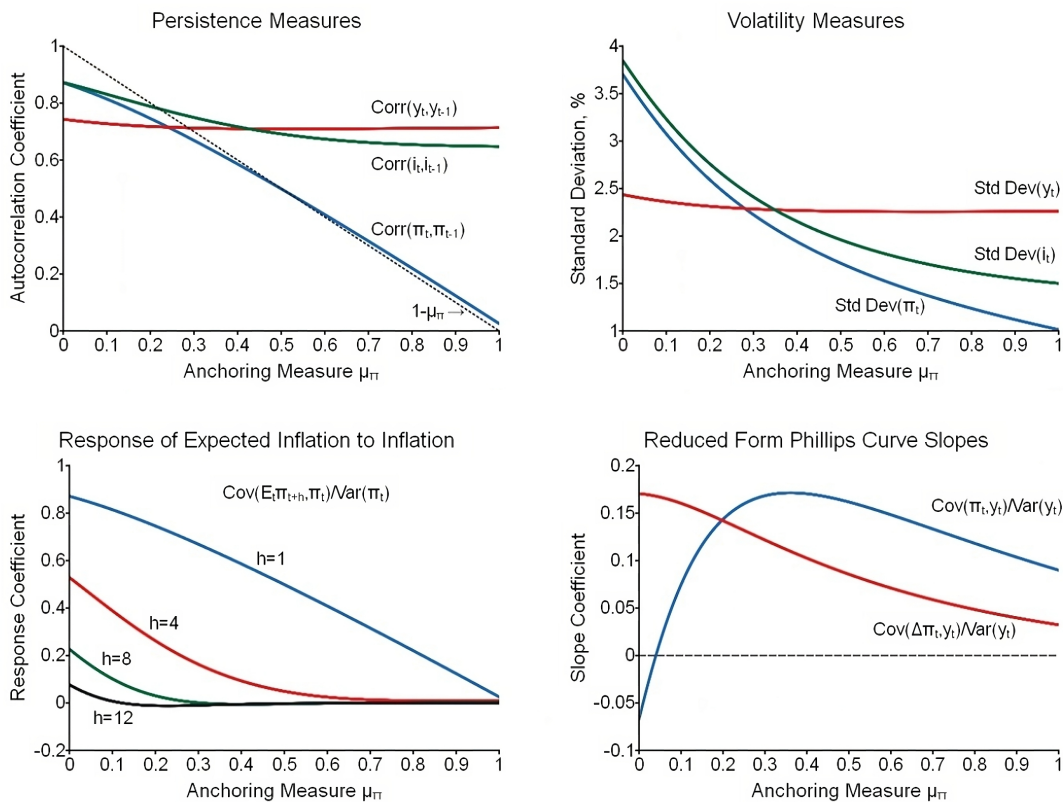 Persistence Measures
Autocorrelation Coefficient
1
0.8
0.6
0.4
0.2
0
Corr(yt,yt-1)
Corr(it,it-1)
Corr(πt,πt-1)
1-μπ→
0 0.1 0.2 0.3 0.4 0.5 0.6 0.7 0.8 0.9 1
Anchoring Measure μπ
Volatility Measures
Standard Deviation, %
4
3.5
3
2.5
2
1.5
1
Std Dev(yt)
Std Dev(it)
Std Dev(πt)
0 0.1 0.2 0.3 0.4 0.5 0.6 0.7 0.8 0.9 1
Anchoring Measure μπ
Response of Expected Inflation to Inflation
Response Coefficient
1
0.8
0.6
0.4
0.2
0
-0.2
Cov(Etπt+h,πt)/Var(πt)
h=1
h=4
h=8
h=12
0 0.1 0.2 0.3 0.4 0.5 0.6 0.7 0.8 0.9 1
Anchoring Measure μπ
Reduced Form Phillips Curve Slopes
Slope Coefficient
0.2
0.15
0.1
0.05
0
-0.05
-0.1
Cov(πt,yt)/Var(yt)
Cov(Δπt,yt)/Var(yt)
0 0.1 0.2 0.3 0.4 0.5 0.6 0.7 0.8 0.9 1
Anchoring Measure μπ